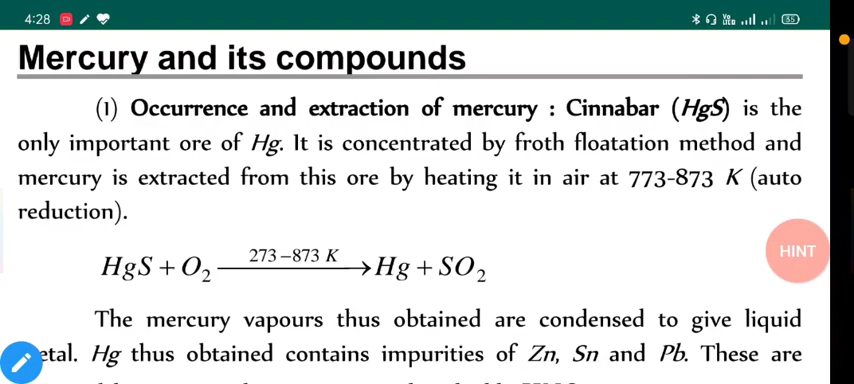 4:28
35
Mercury and its compounds
(1) Occurrence and extraction of mercury : Cinnabar (HgS) is the
only important ore of Hg. It is concentrated by froth floatation method and
mercury is extracted from this ore by heating it in air at 773-873 K (auto
reduction).
HgS + O₂ 273–873 K → Hg + SO₂
HINT
The mercury vapours thus obtained are condensed to give liquid
etal. Hg thus obtained contains impurities of Zn, Sn and Pb. These are